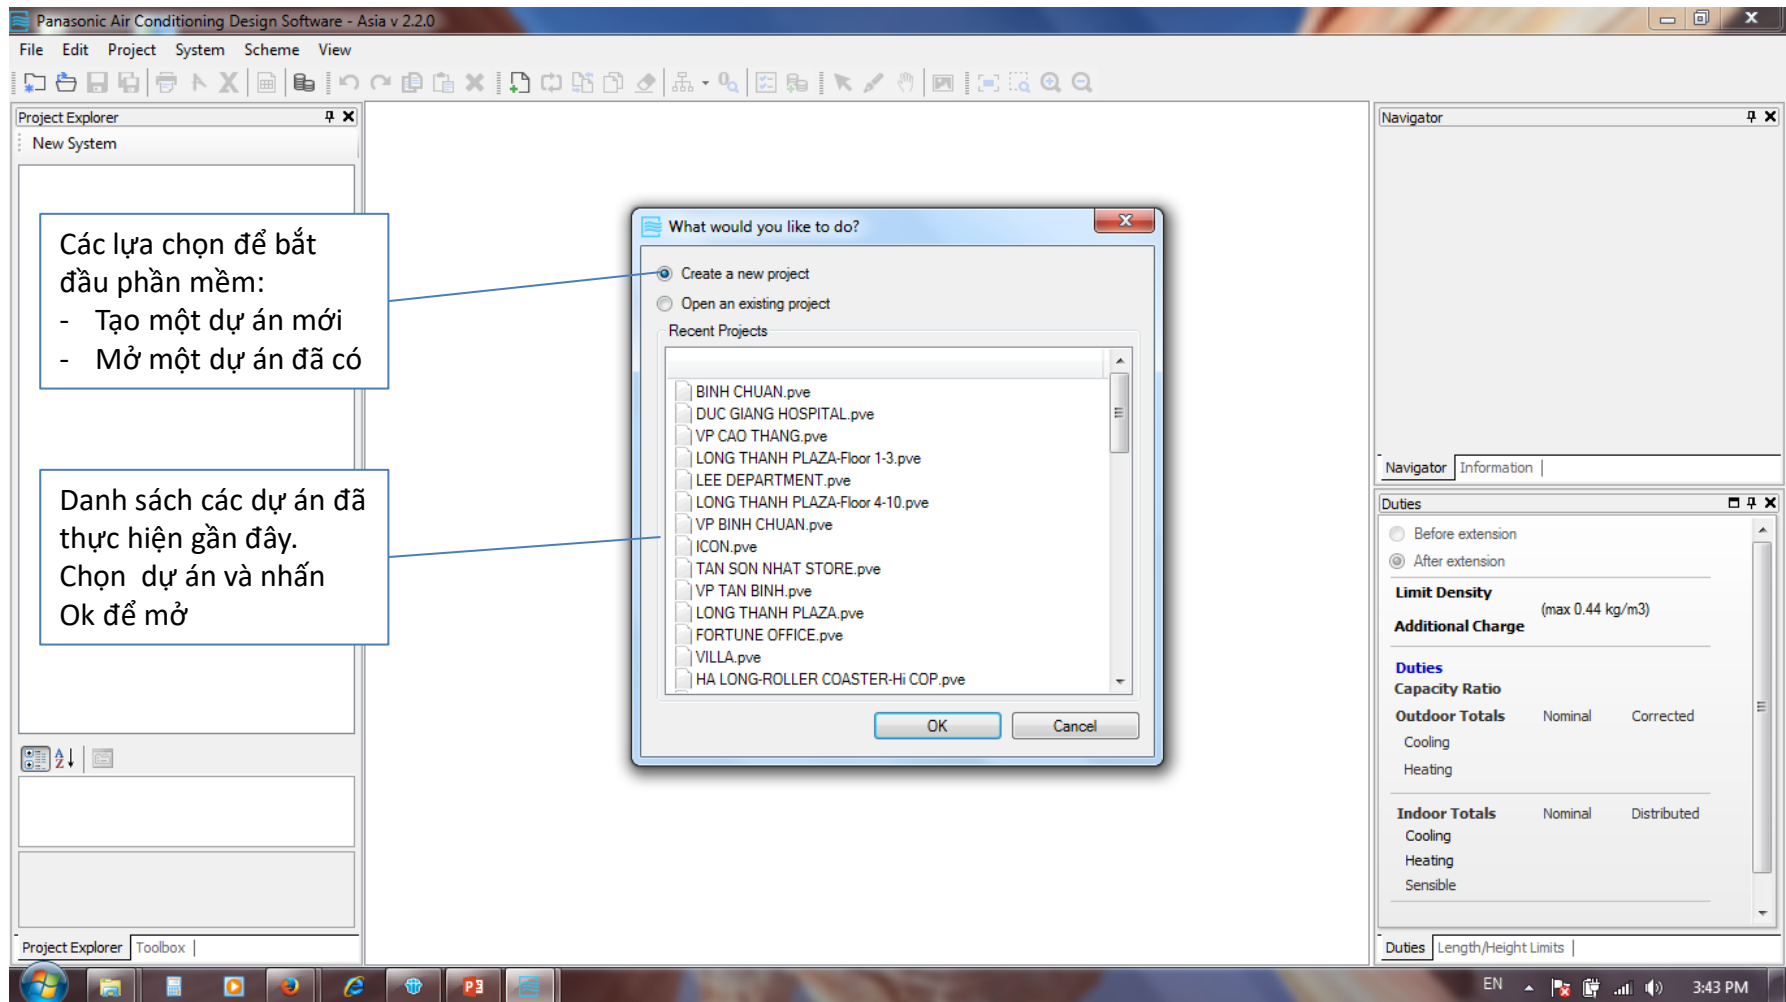 Panasonic Air Conditioning Design Software - Asia v 2.2.0
File Edit Project System Scheme View
Project Explorer
New System
Các lựa chọn để bắt
đầu phần mềm:
- Tạo một dự án mới
- Mở một dự án đã có
Danh sách các dự án đã
thực hiện gần đây.
Chọn dự án và nhấn
Ok để mở
Project Explorer Toolbox
What would you like to do?
Create a new project
Open an existing project
Recent Projects
BINH CHUAN.pve
DUC GIANG HOSPITAL.pve
VP CAO THANG.pve
LONG THANH PLAZA-Floor 1-3.pve
LEE DEPARTMENT.pve
LONG THANH PLAZA-Floor 4-10.pve
VP BINH CHUAN.pve
ICON.pve
TAN SON NHAT STORE.pve
VP TAN BINH.pve
LONG THANH PLAZA.pve
FORTUNE OFFICE.pve
VILLA.pve
HA LONG-ROLLER COASTER-Hi COP.pve
OK Cancel
Navigator
Navigator Information
Duties
Before extension
After extension
Limit Density
(max 0.44 kg/m3)
Additional Charge
Duties
Capacity Ratio
Outdoor Totals Nominal Corrected
Cooling
Heating
Indoor Totals Nominal Distributed
Cooling
Heating
Sensible
Duties Length/Height Limits
EN 3:43 PM